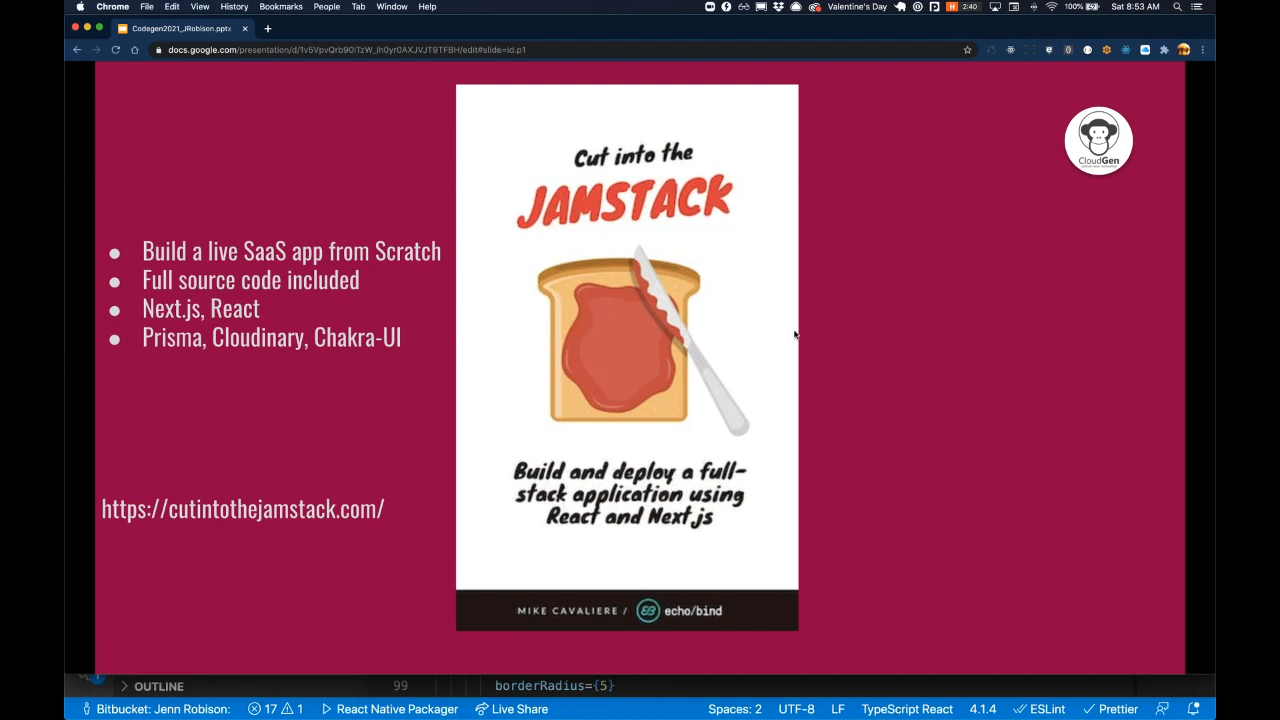 Chrome File Edit View History Bookmarks People Tab Window Help
Valentine's Day 2:40 100% Sat 8:53 AM
Codegen2021_JRobison.pptx
CloudGen
Cut into the
JAMSTACK
● Build a live SaaS app from Scratch
● Full source code included
● Next.js, React
● Prisma, Cloudinary, Chakra-UI
Build and deploy a full-
stack application using
React and Next.js
https://cutintothejamstack.com/
MIKE CAVALIERE / EB echo/bind
OUTLINE 99 borderRadius={5}
Bitbucket: Jenn Robison: 17 1 React Native Packager Live Share Spaces: 2 UTF-8 LF TypeScript React 4.1.4 ESLint Prettier